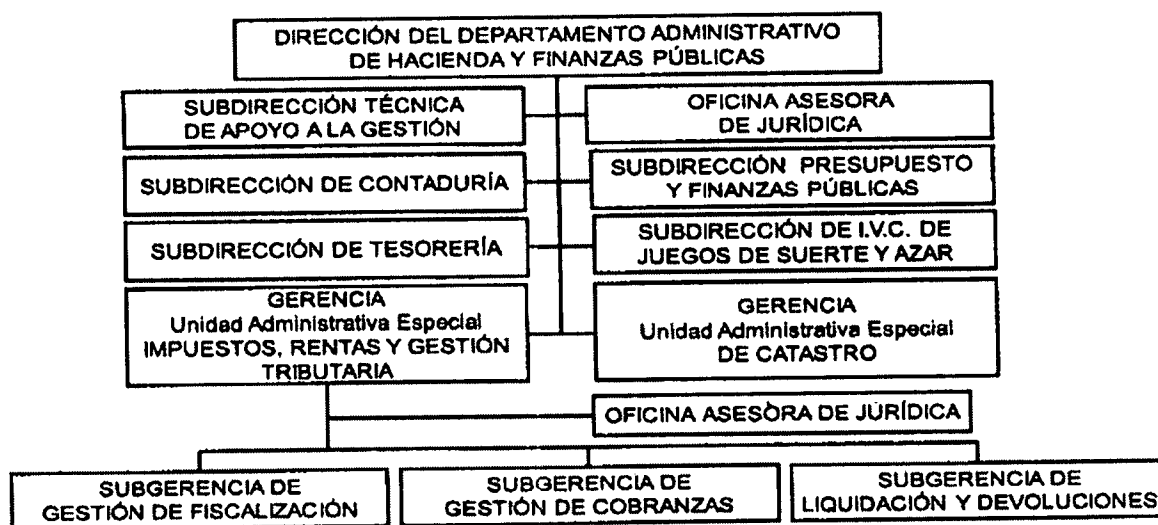 DIRECCIÓN DEL DEPARTAMENTO ADMINISTRATIVO
DE HACIENDA Y FINANZAS PÚBLICAS
SUBDIRECCIÓN TÉCNICA
DE APOYO A LA GESTIÓN
OFICINA ASESORA
DE JURÍDICA
SUBDIRECCIÓN DE CONTADURÍA
SUBDIRECCIÓN PRESUPUESTO
Y FINANZAS PÚBLICAS
SUBDIRECCIÓN DE TESORERÍA
SUBDIRECCIÓN DE I.V.C. DE
JUEGOS DE SUERTE Y AZAR
GERENCIA
Unidad Administrativa Especial
IMPUESTOS, RENTAS Y GESTIÓN
TRIBUTARIA
GERENCIA
Unidad Administrativa Especial
DE CATASTRO
OFICINA ASESORA DE JURÍDICA
SUBGERENCIA DE
GESTIÓN DE FISCALIZACIÓN
SUBGERENCIA DE
GESTIÓN DE COBRANZAS
SUBGERENCIA DE
LIQUIDACIÓN Y DEVOLUCIONES